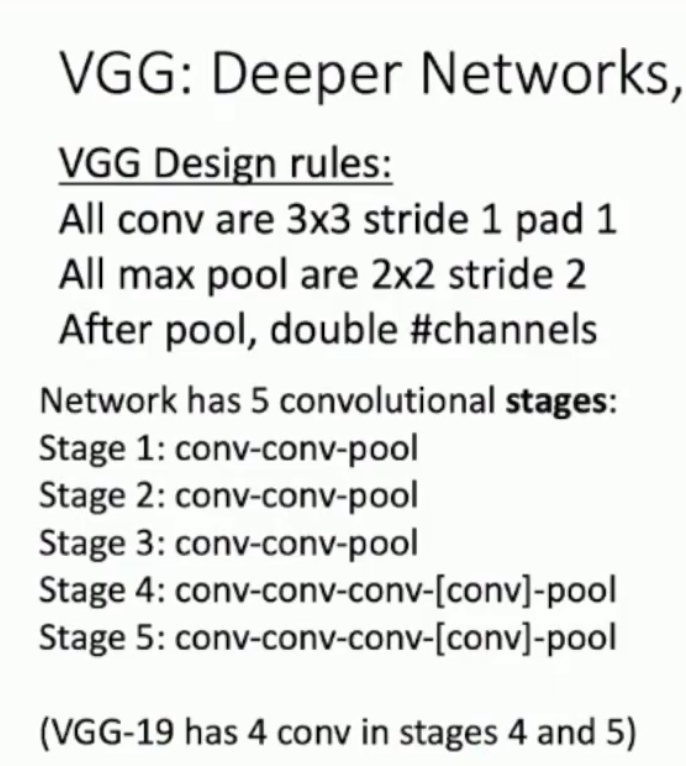 VGG: Deeper Networks,
VGG Design rules:
All conv are 3x3 stride 1 pad 1
All max pool are 2x2 stride 2
After pool, double #channels
Network has 5 convolutional stages:
Stage 1: conv-conv-pool
Stage 2: conv-conv-pool
Stage 3: conv-conv-pool
Stage 4: conv-conv-conv-[conv]-pool
Stage 5: conv-conv-conv-[conv]-pool
(VGG-19 has 4 conv in stages 4 and 5)